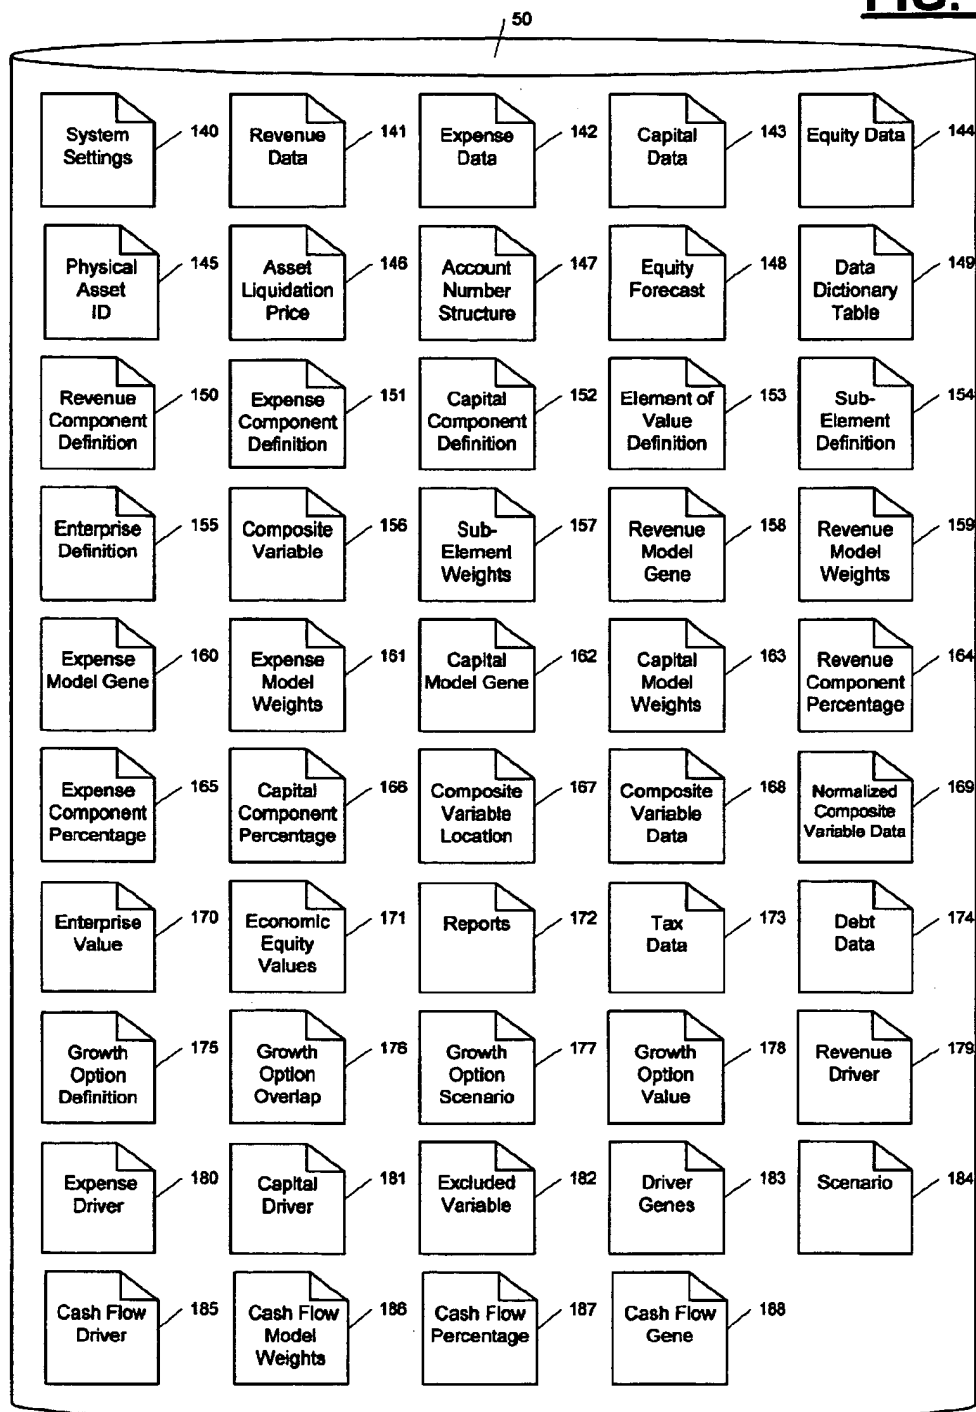 FIG.
50
System
Settings
140
Revenue
Data
141
Expense
Data
142
Capital
Data
143
Equity Data
144
Physical
Asset
ID
145
Asset
Liquidation
Price
146
Account
Number
Structure
147
Equity
Forecast
148
Data
Dictionary
Table
149
Revenue
Component
Definition
150
Expense
Component
Definition
151
Capital
Component
Definition
152
Element of
Value
Definition
153
Sub-
Element
Definition
154
Enterprise
Definition
155
Composite
Variable
156
Sub-
Element
Weights
157
Revenue
Model
Gene
158
Revenue
Model
Weights
159
Expense
Model Gene
160
Expense
Model
Weights
161
Capital
Model Gene
162
Capital
Model
Weights
163
Revenue
Component
Percentage
164
Expense
Component
Percentage
165
Capital
Component
Percentage
166
Composite
Variable
Location
167
Composite
Variable
Data
168
Normalized
Composite
Variable Data
169
Enterprise
Value
170
Economic
Equity
Values
171
Reports
172
Tax
Data
173
Debt
Data
174
Growth
Option
Definition
175
Growth
Option
Overlap
176
Growth
Option
Scenario
177
Growth
Option
Value
178
Revenue
Driver
179
Expense
Driver
180
Capital
Driver
181
Excluded
Variable
182
Driver
Genes
183
Scenario
184
Cash Flow
Driver
185
Cash Flow
Model
Weights
186
Cash Flow
Percentage
187
Cash Flow
Gene
188